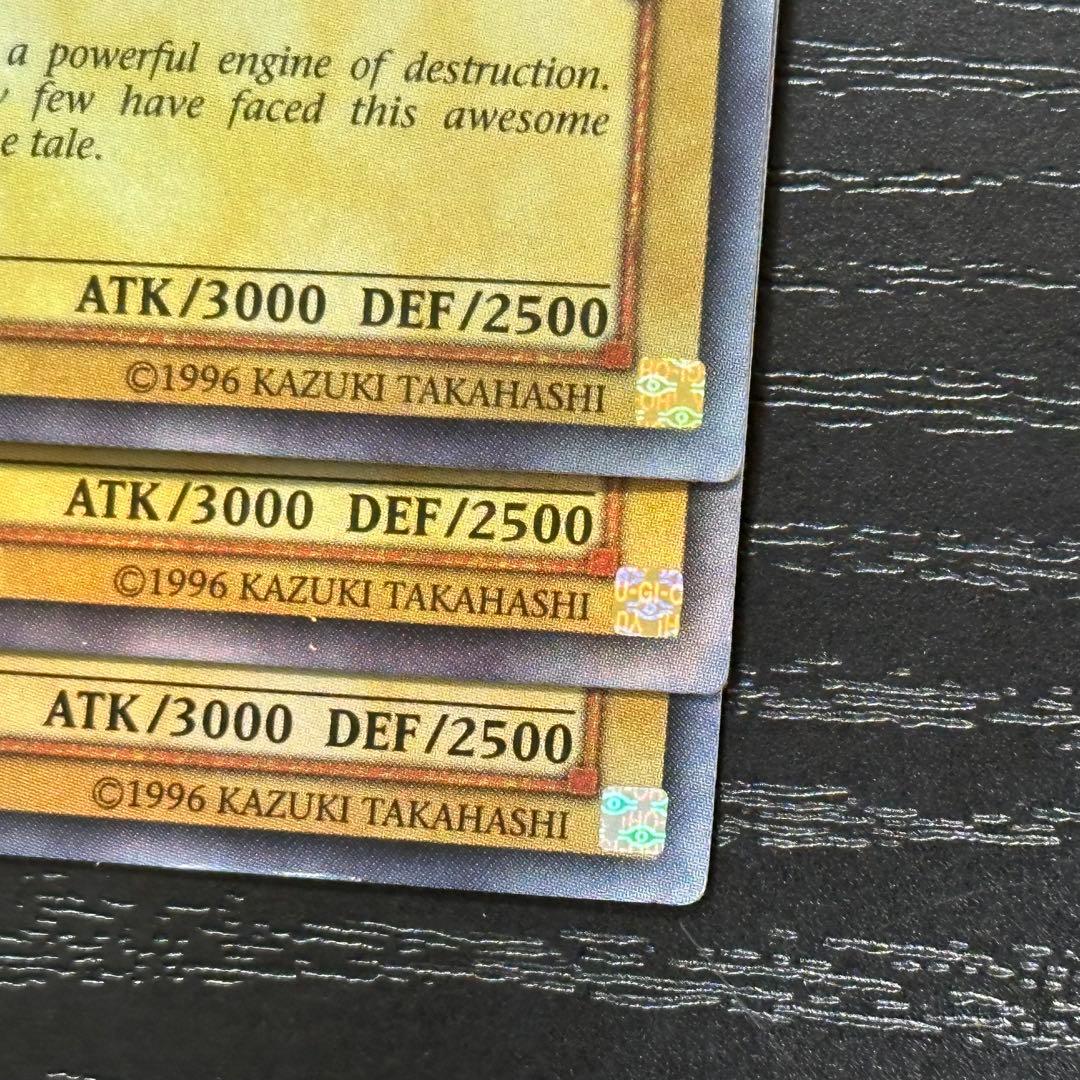 a powerful engine of destruction.
few have faced this awesome
e tale.
ATK/3000 DEF/2500
©1996 KAZUKI TAKAHASHI
ATK/3000 DEF/2500
©1996 KAZUKI TAKAHASHI
ATK/3000 DEF/2500
©1996 KAZUKI TAKAHASHI